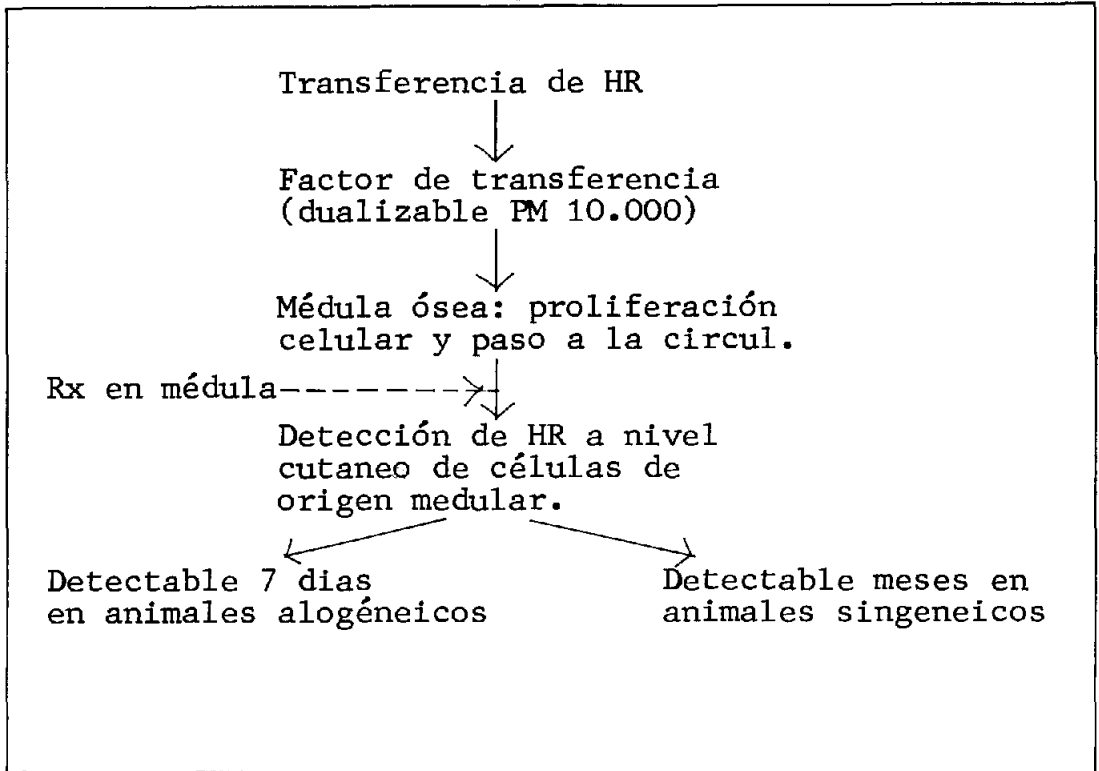 Transferencia de HR
Factor de transferencia
(dualizable PM 10.000)
Médula ósea: proliferación
celular y paso a la circul.
Rx en médula
Detección de HR a nivel
cutaneo de células de
origen medular.
Detectable 7 dias
en animales alogéneicos
Detectable meses en
animales singeneicos